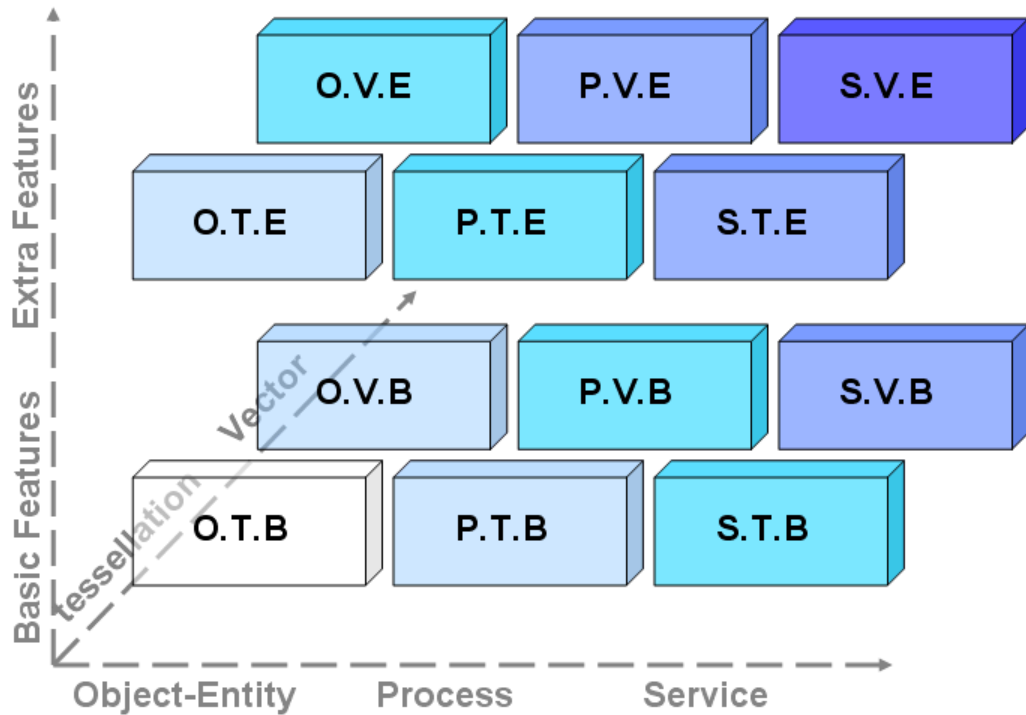 O.V.E P.V.E S.V.E
O.T.E P.T.E S.T.E
O.V.B P.V.B S.V.B
O.T.B P.T.B S.T.B
Extra Features
Basic Features
tessellation Vector
Object-Entity Process Service